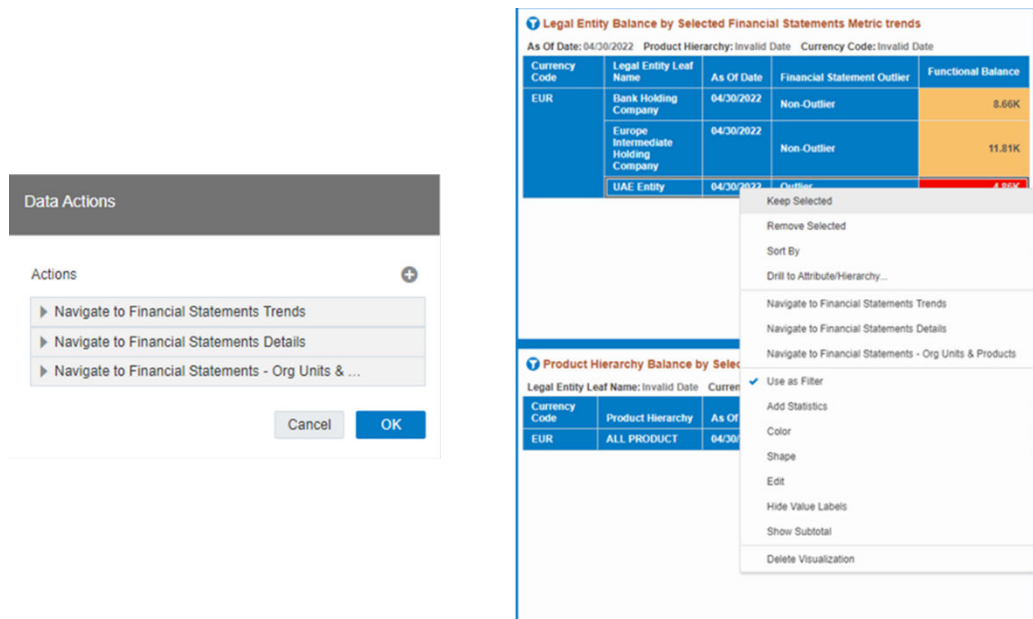 Data Actions
Actions
Navigate to Financial Statements Trends
Navigate to Financial Statements Details
Navigate to Financial Statements - Org Units & ...
Cancel
OK
Legal Entity Balance by Selected Financial Statements Metric trends
As Of Date: 04/30/2022 Product Hierarchy: Invalid Date Currency Code: Invalid Date
Currency Code
Legal Entity Leaf Name
As Of Date
Financial Statement Outlier
Functional Balance
EUR
Bank Holding
Company
04/30/2022
Non-Outlier
8.66K
Europe
Intermediate
Holding
Company
04/30/2022
Non-Outlier
11.81K
UAE Entity
04/30/2022
Outlier
4.86K
Keep Selected
Remove Selected
Sort By
Drill to Attribute/Hierarchy...
Navigate to Financial Statements Trends
Navigate to Financial Statements Details
Navigate to Financial Statements - Org Units & Products
Use as Filter
Add Statistics
Color
Shape
Edit
Hide Value Labels
Show Subtotal
Delete Visualization
Product Hierarchy Balance by Selec
Legal Entity Leaf Name: Invalid Date Curren
Currency Code
Product Hierarchy
As Of
EUR
ALL PRODUCT
04/30/